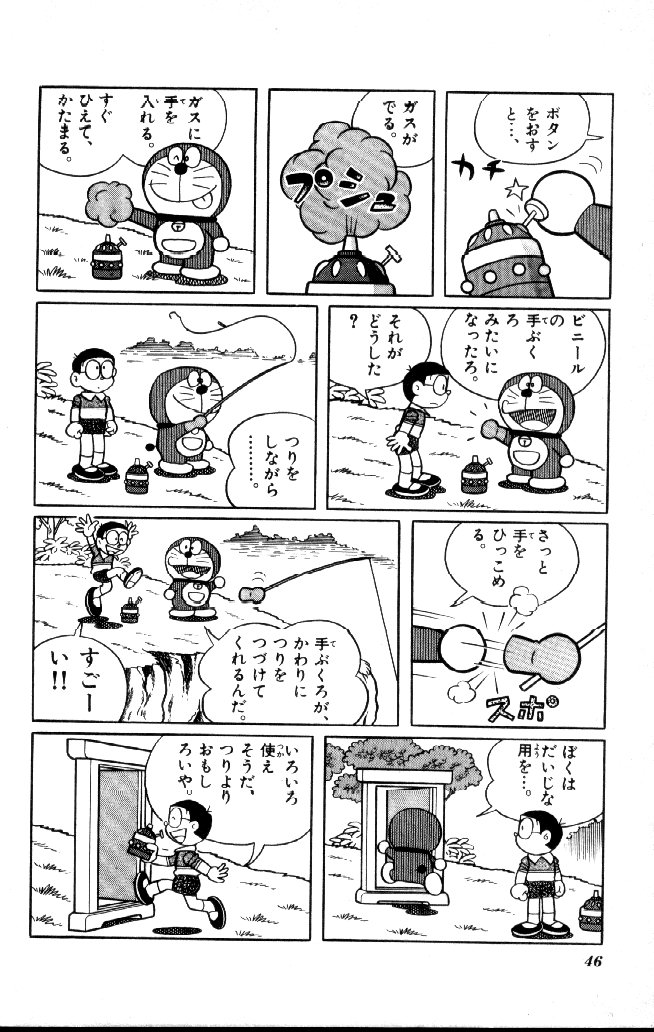 ボタン
をおす
と…、
カチ
ガスが
でる。
プシュ
ガスに
手を
入れる。
すぐ
ひえて、
かたまる。
ビニール
の
手ぶく
ろ
みたいに
なったろ。
それが
どうした
?
つりを
しながら
………。
さっと
手を
ひっこめ
る。
スポ
手ぶくろが、
かわりに
つりを
つづけて
くれるんだ。
すごー
い!!
ぼくは
だいじな
用を…。
いろいろ
使え
そうだ、
つりより
おもし
ろいや。
46